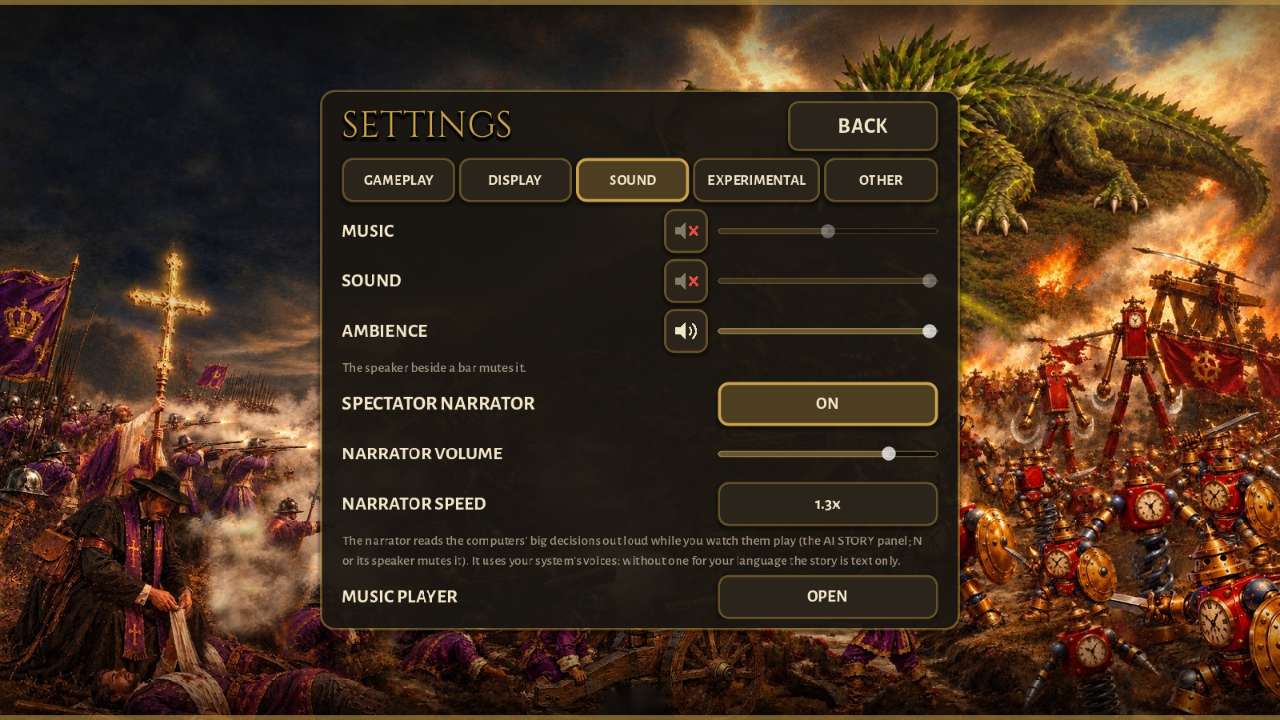 SETTINGS
BACK
GAMEPLAY
DISPLAY
SOUND
EXPERIMENTAL
OTHER
MUSIC
SOUND
AMBIENCE
The speaker beside a bar mutes it.
SPECTATOR NARRATOR
ON
NARRATOR VOLUME
NARRATOR SPEED
1.3x
The narrator reads the computers' big decisions out loud while you watch them play (the AI STORY panel; N
or its speaker mutes it). It uses your system's voices: without one for your language the story is text only.
MUSIC PLAYER
OPEN